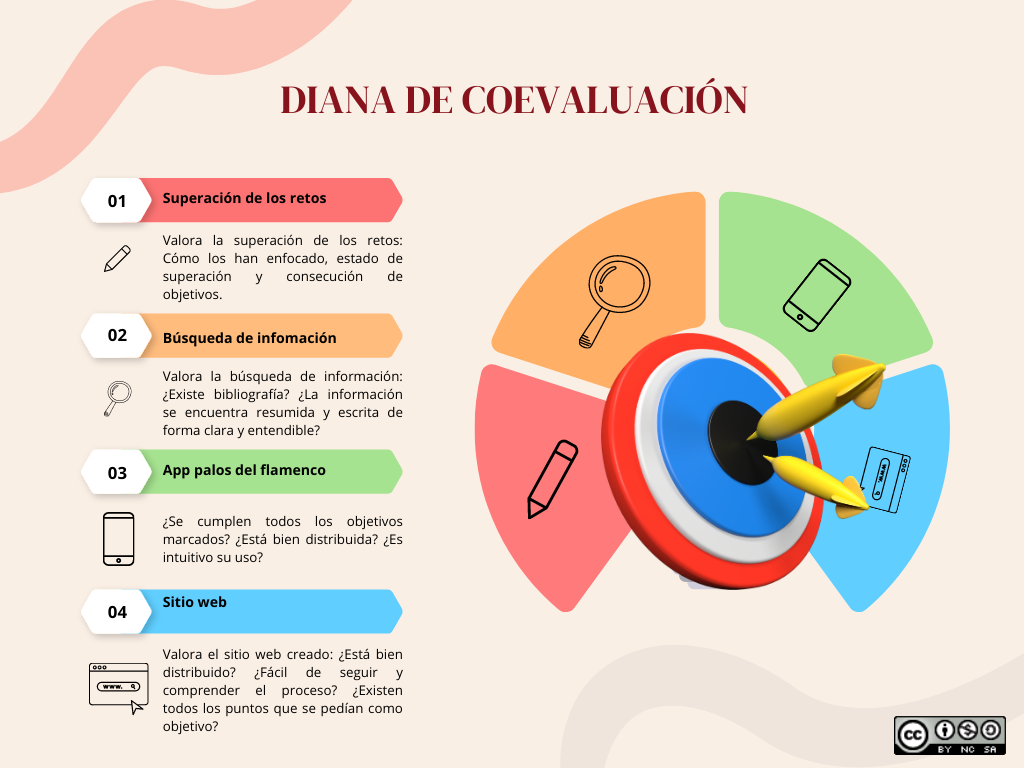 DIANA DE COEVALUACIÓN
01
Superación de los retos
Valora la superación de los retos:
Cómo los han enfocado, estado de
superación y consecución de
objetivos.
02
Búsqueda de infomación
Valora la búsqueda de información:
¿Existe bibliografía? ¿La información
se encuentra resumida y escrita de
forma clara y entendible?
03
App palos del flamenco
¿Se cumplen todos los objetivos
marcados? ¿Está bien distribuida? ¿Es
intuitivo su uso?
04
Sitio web
www.
Valora el sitio web creado: ¿Está bien
distribuido? ¿Fácil de seguir y
comprender el proceso? ¿Existen
todos los puntos que se pedían como
objetivo?
www.
cc
BY NC SA